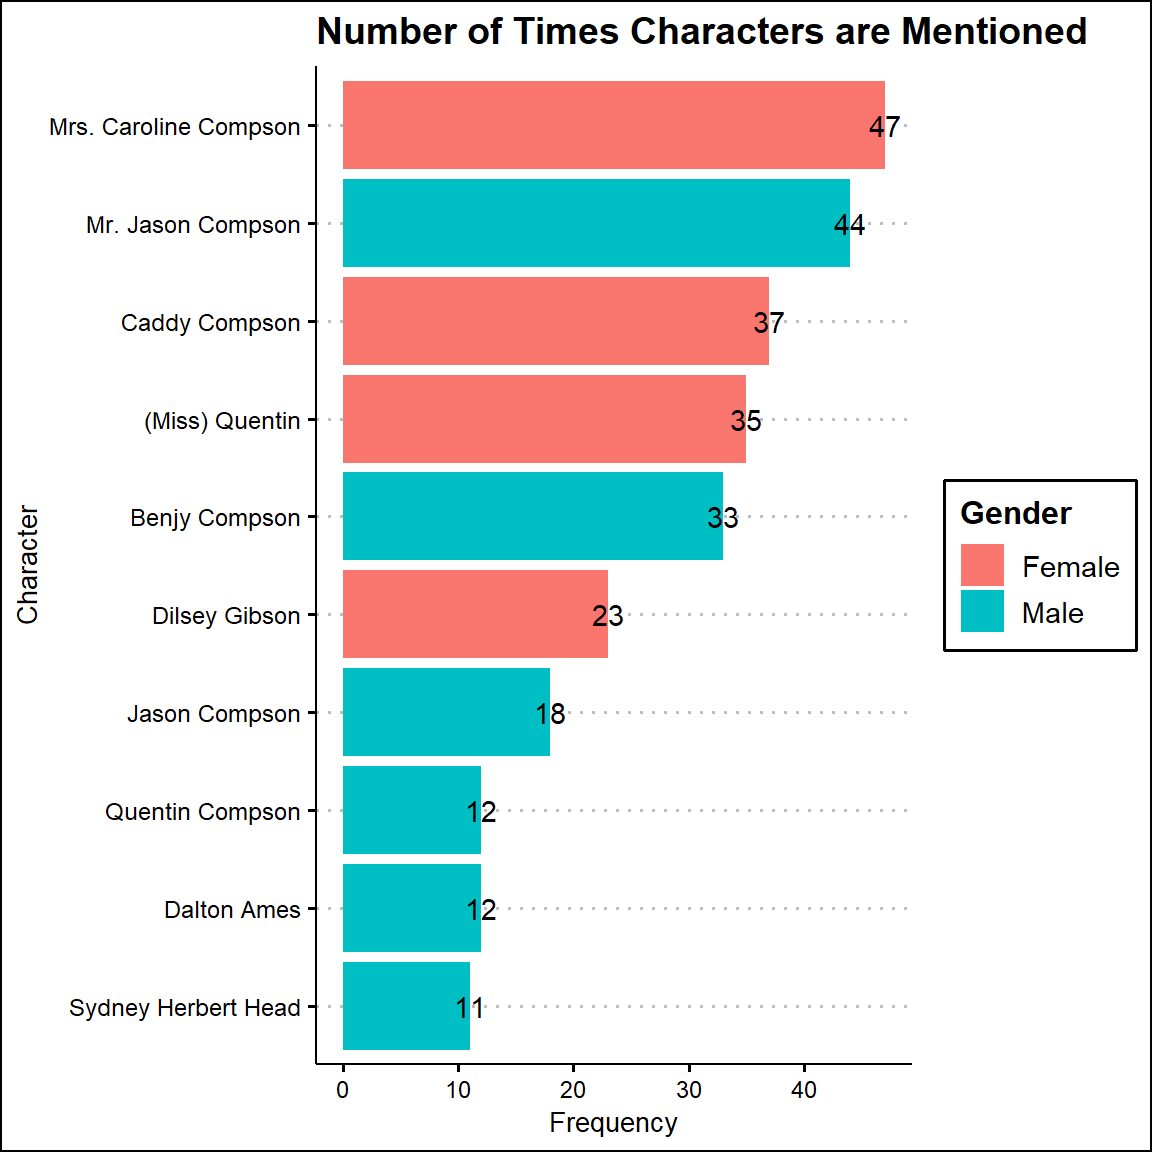 Number of Times Characters are Mentioned
Mrs. Caroline Compson 47
Mr. Jason Compson 44
Caddy Compson 37
(Miss) Quentin 35
Benjy Compson 33
Dilsey Gibson 23
Jason Compson 18
Quentin Compson 12
Dalton Ames 12
Sydney Herbert Head 11
0 10 20 30 40
Frequency
Character
Gender
Female
Male